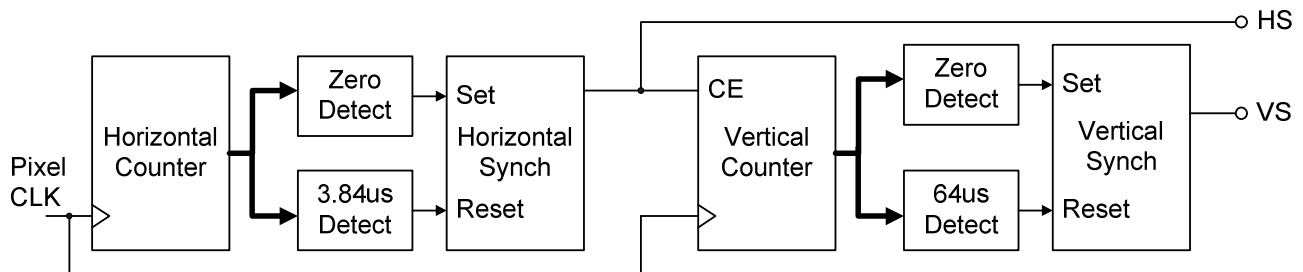 HS
Zero
Detect
Set
Horizontal
Counter
Horizontal
Synch
3.84us
Detect
Reset
Pixel
CLK
CE
Vertical
Counter
Zero
Detect
Set
Vertical
Synch
64us
Detect
Reset
VS